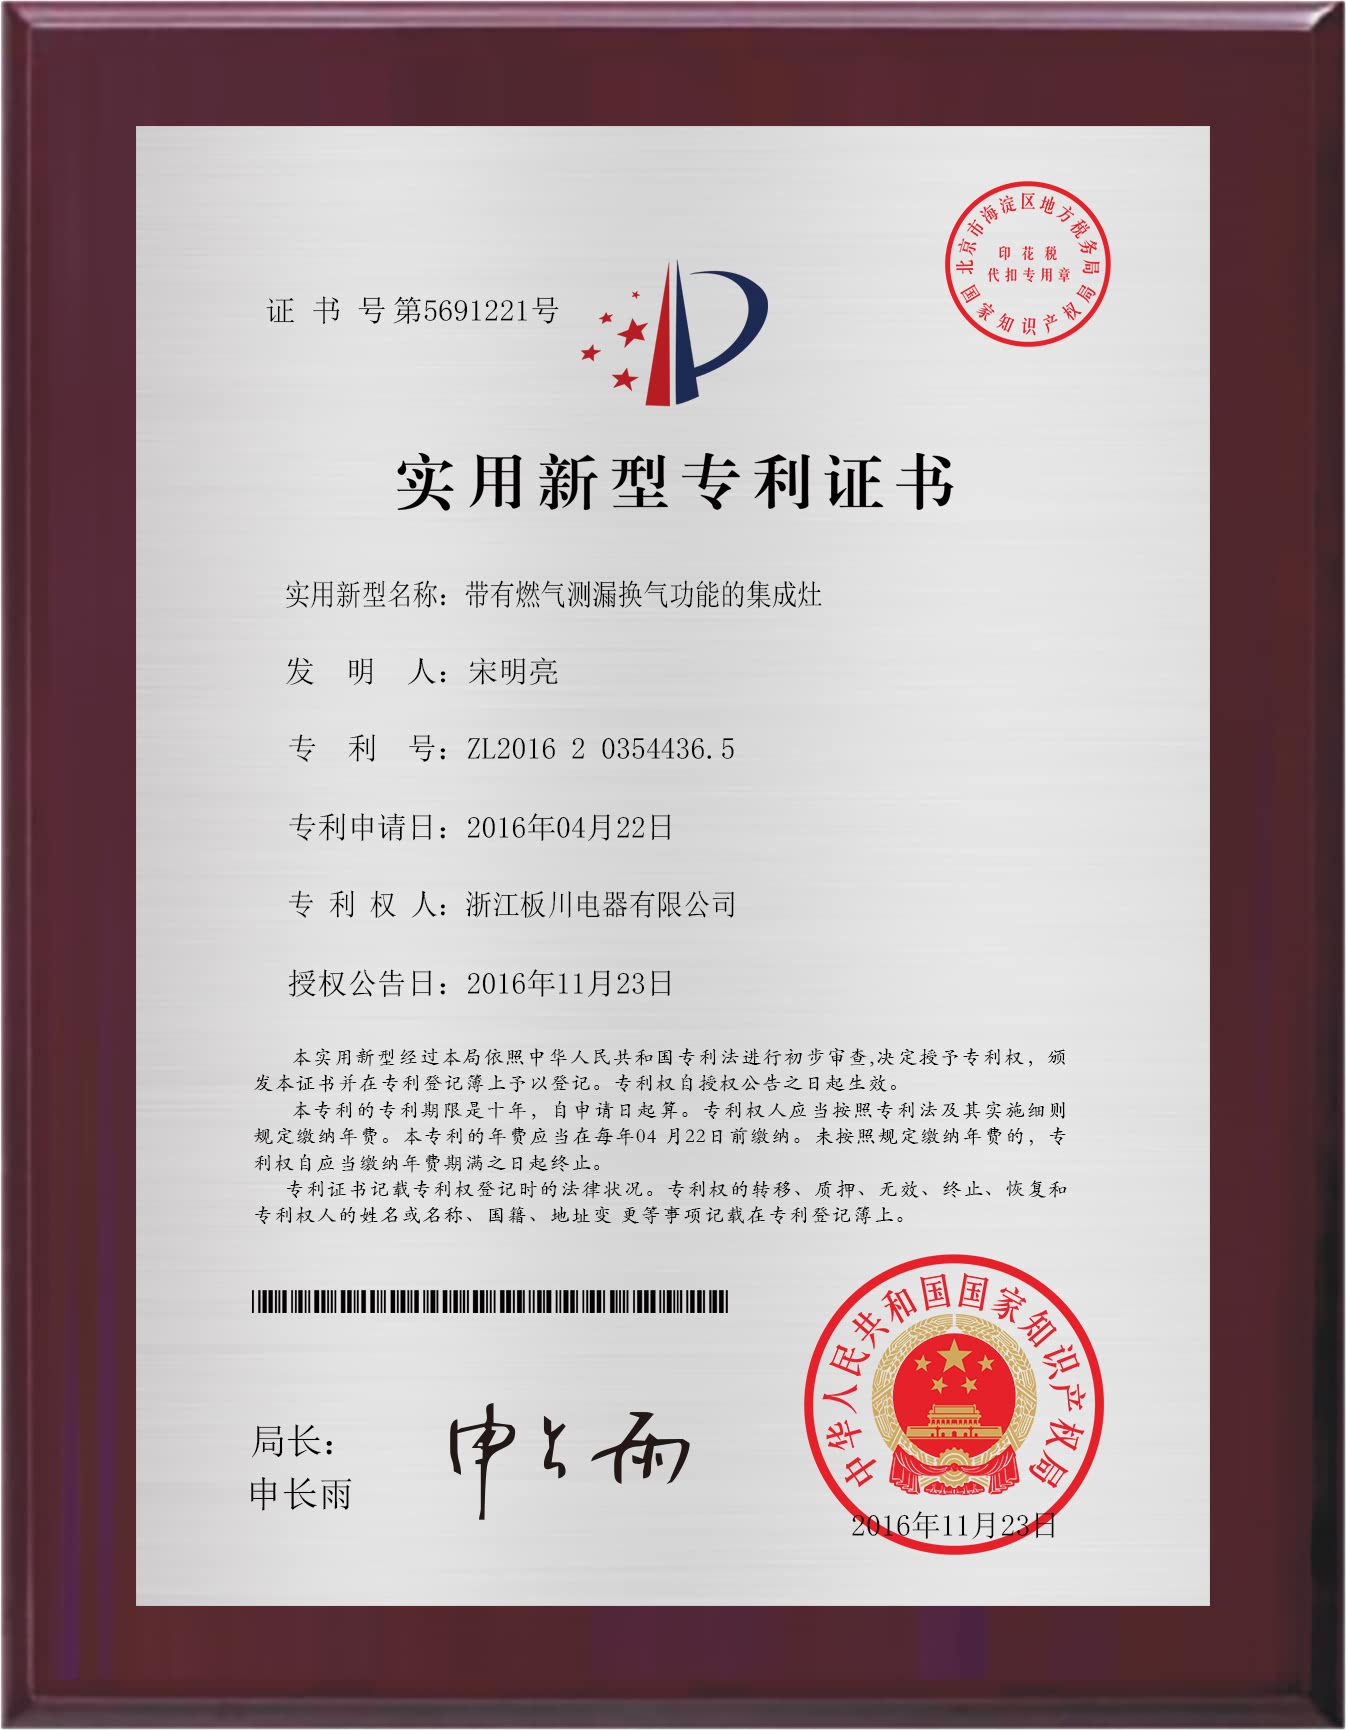 北京市海淀区地方税务局
印花税
代扣专用章
国家知识产权局
证书号第5691221号
实用新型专利证书
实用新型名称：带有燃气测漏换气功能的集成灶
发明人：宋明亮
专利号：ZL2016 2 0354436.5
专利申请日：2016年04月22日
专利权人：浙江板川电器有限公司
授权公告日：2016年11月23日
本实用新型经过本局依照中华人民共和国专利法进行初步审查,决定授予专利权，颁
发本证书并在专利登记簿上予以登记。专利权自授权公告之日起生效。
本专利的专利期限是十年，自申请日起算。专利权人应当按照专利法及其实施细则
规定缴纳年费。本专利的年费应当在每年04 月22日前缴纳。未按照规定缴纳年费的，专
利权自应当缴纳年费期满之日起终止。
专利证书记载专利权登记时的法律状况。专利权的转移、质押、无效、终止、恢复和
专利权人的姓名或名称、国籍、地址变 更等事项记载在专利登记簿上。
局长：
申长雨
申长雨
中华人民共和国国家知识产权局
2016年11月23日